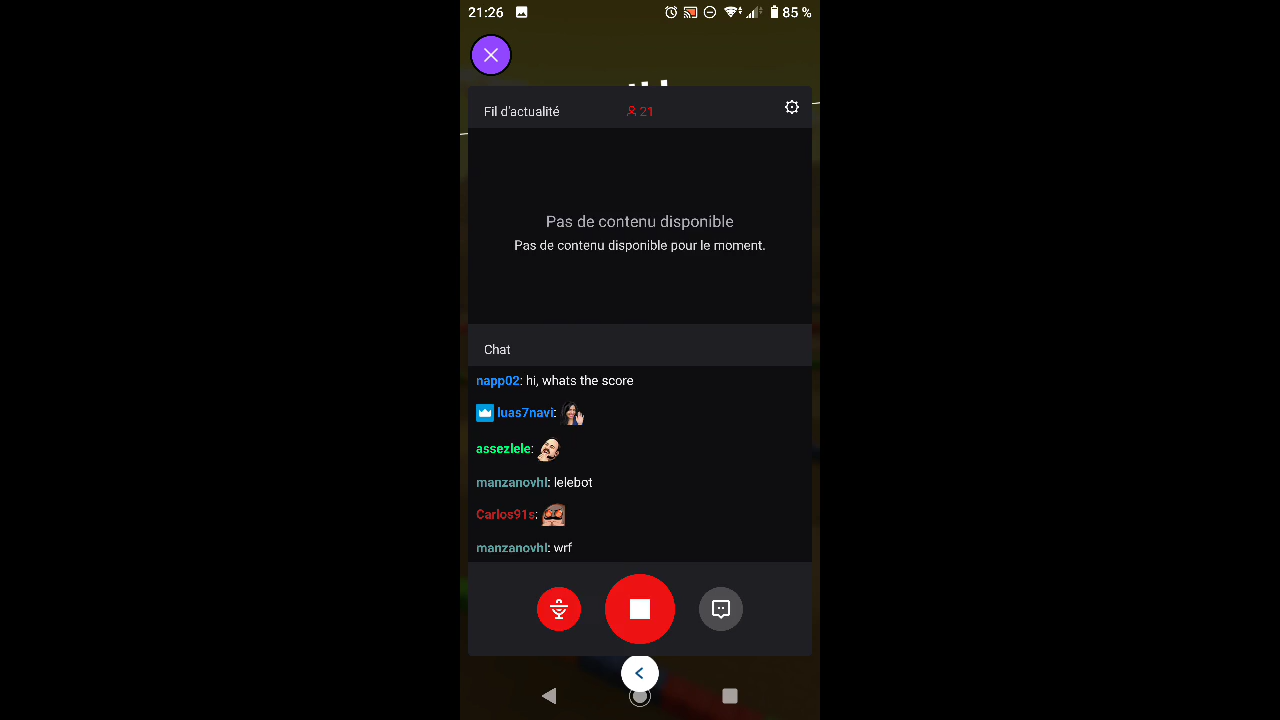 21:26 85 %
Fil d'actualité 21
Pas de contenu disponible
Pas de contenu disponible pour le moment.
Chat
napp02: hi, whats the score
luas7navi:
assezlele:
manzanovhl: lelebot
Carlos91s:
manzanovhl: wrf